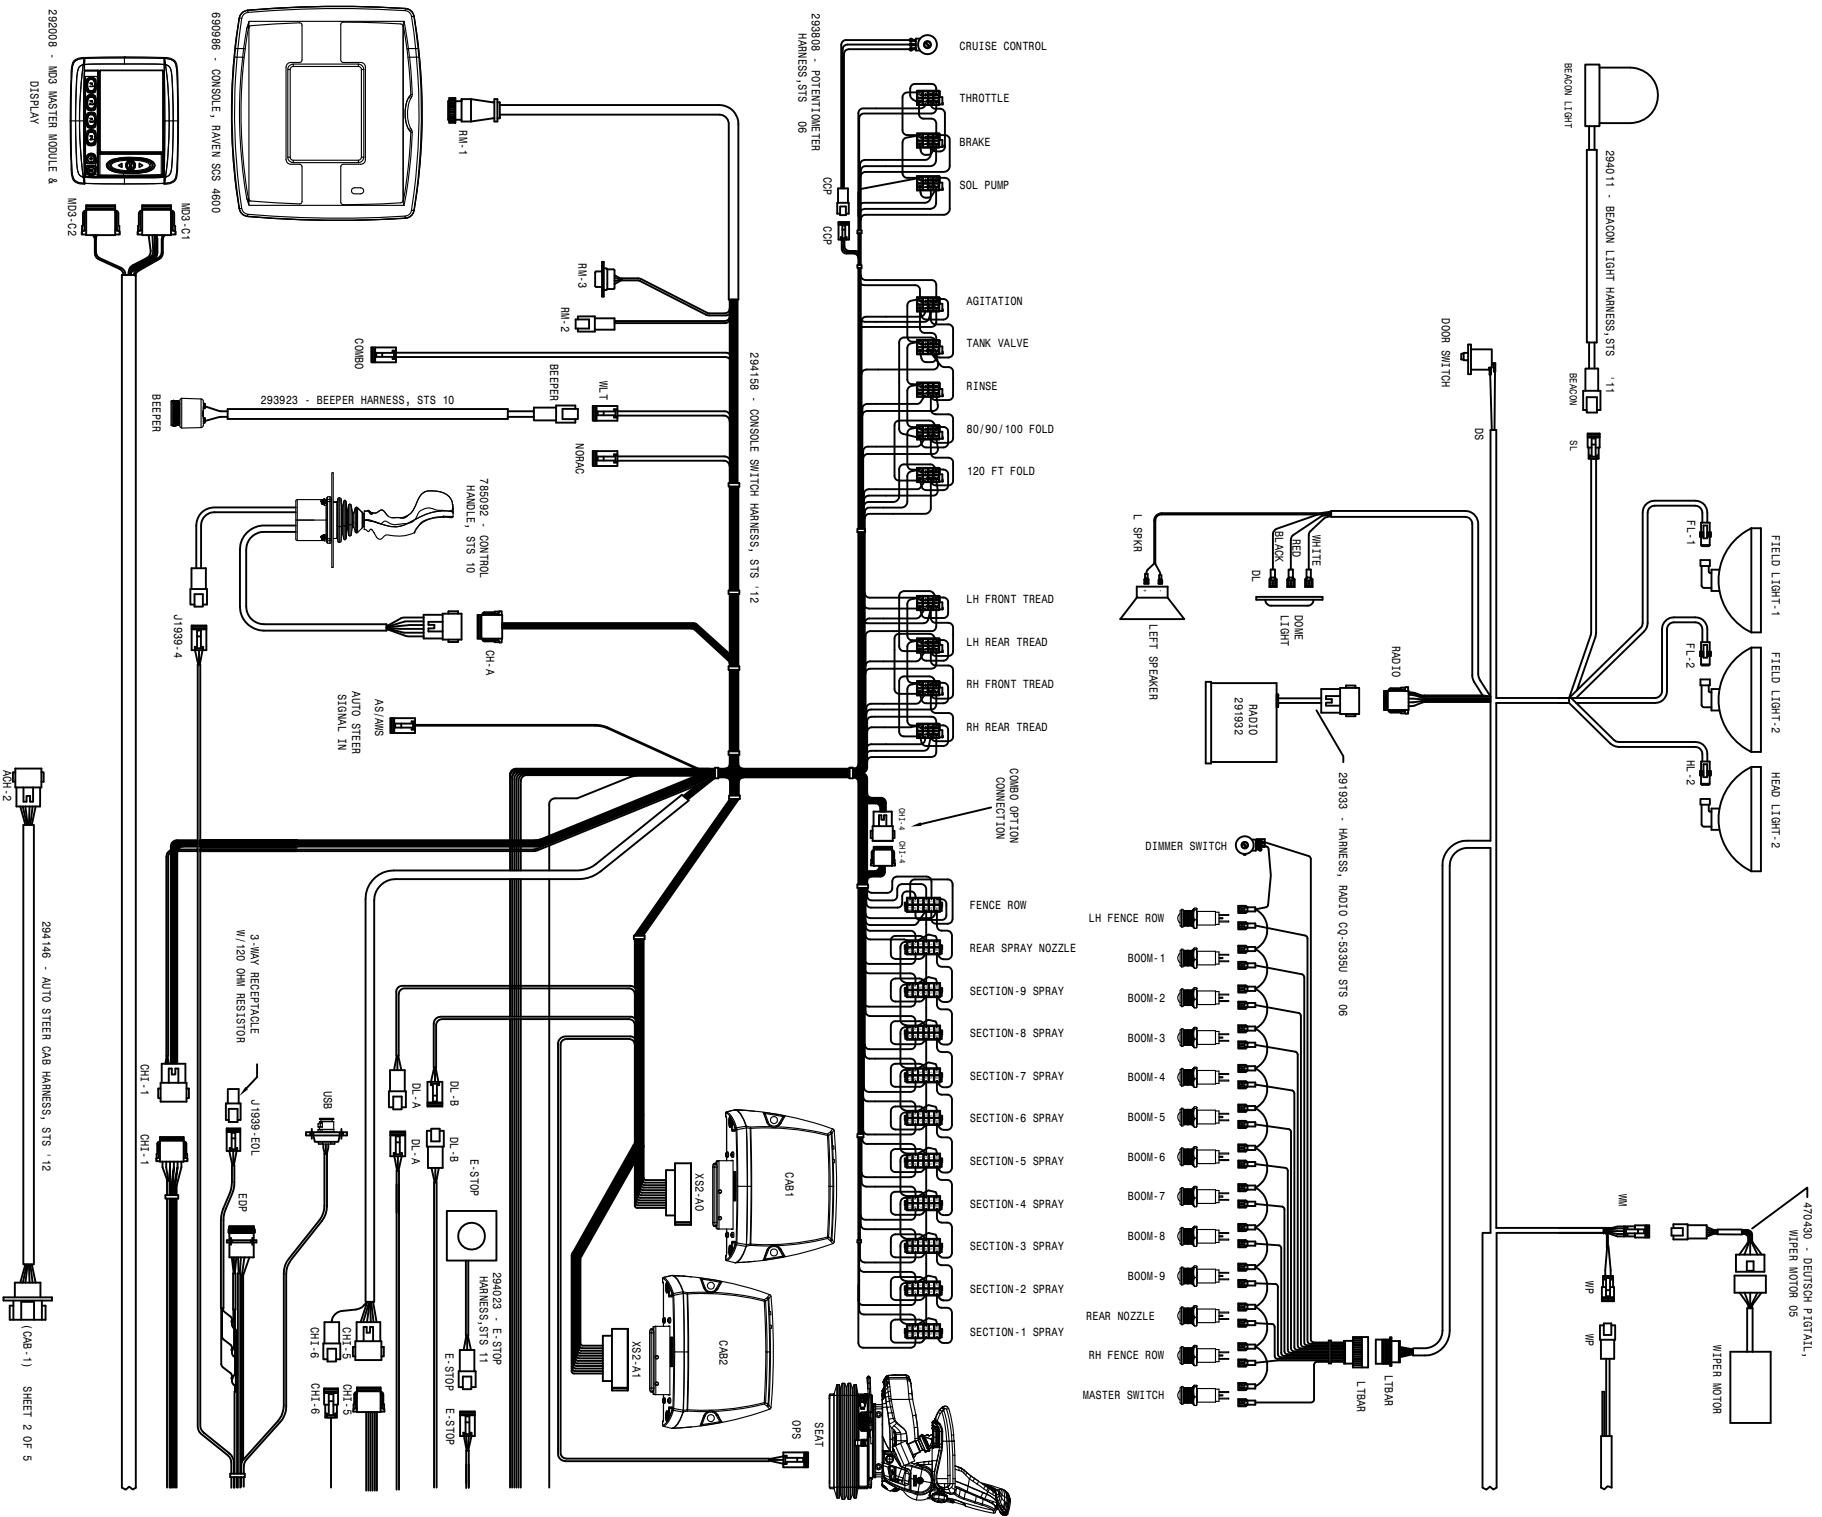 292008 - MD3 MASTER MODULE &
DISPLAY
690986 - CONSOLE, RAVEN SCS 4600
MD3-C2
MD3-C1
RM-1
293808 - POTENTIOMETER
HARNESS,STS 06
CCP
CCP
CRUISE CONTROL
THROTTLE
BRAKE
SOL PUMP
AGITATION
TANK VALVE
RINSE
80/90/100 FOLD
120 FT FOLD
LH FRONT TREAD
LH REAR TREAD
RH FRONT TREAD
RH REAR TREAD
COMBO OPTION
CONNECTION
CHI-4
CHI-4
FENCE ROW
REAR SPRAY NOZZLE
SECTION-9 SPRAY
SECTION-8 SPRAY
SECTION-7 SPRAY
SECTION-6 SPRAY
SECTION-5 SPRAY
SECTION-4 SPRAY
SECTION-3 SPRAY
SECTION-2 SPRAY
SECTION-1 SPRAY
RM-3
RM-2
COMBO
BEEPER
293923 - BEEPER HARNESS, STS 10
BEEPER
WLT
NORAC
294158 - CONSOLE SWITCH HARNESS, STS '12
785092 - CONTROL
HANDLE, STS 10
J1939-4
CH-A
AS/AWS
AUTO STEER
SIGNAL IN
ACH-2
294146 - AUTO STEER CAB HARNESS, STS '12
(CAB-1) SHEET 2 OF 5
3-WAY RECEPTACLE
W/120 OHM RESISTOR
J1939-EOL
CHI-1
CHI-1
EDP
USB
CHI-6
CHI-5
CHI-6
CHI-5
DL-A
DL-B
DL-A
DL-B
E-STOP
294023 - E-STOP
HARNESS,STS 11
E-STOP
E-STOP
XS2-A0
CAB1
XS2-A1
CAB2
SEAT
OPS
BEACON LIGHT
294011 - BEACON LIGHT HARNESS,STS '11
BEACON
SL
DOOR SWITCH
DS
FL-1
FIELD LIGHT-1
FL-2
FIELD LIGHT-2
HL-2
HEAD LIGHT-2
L SPKR
LEFT SPEAKER
BLACK
RED
WHITE
DL
DOME
LIGHT
RADIO
291932
RADIO
291933 - HARNESS, RADIO CQ-5335U STS 06
DIMMER SWITCH
LH FENCE ROW
BOOM-1
BOOM-2
BOOM-3
BOOM-4
BOOM-5
BOOM-6
BOOM-7
BOOM-8
BOOM-9
REAR NOZZLE
RH FENCE ROW
MASTER SWITCH
LTBAR
LTBAR
WM
WP
WP
470430 - DEUTSCH PIGTAIL,
WIPER MOTOR 05
WIPER MOTOR